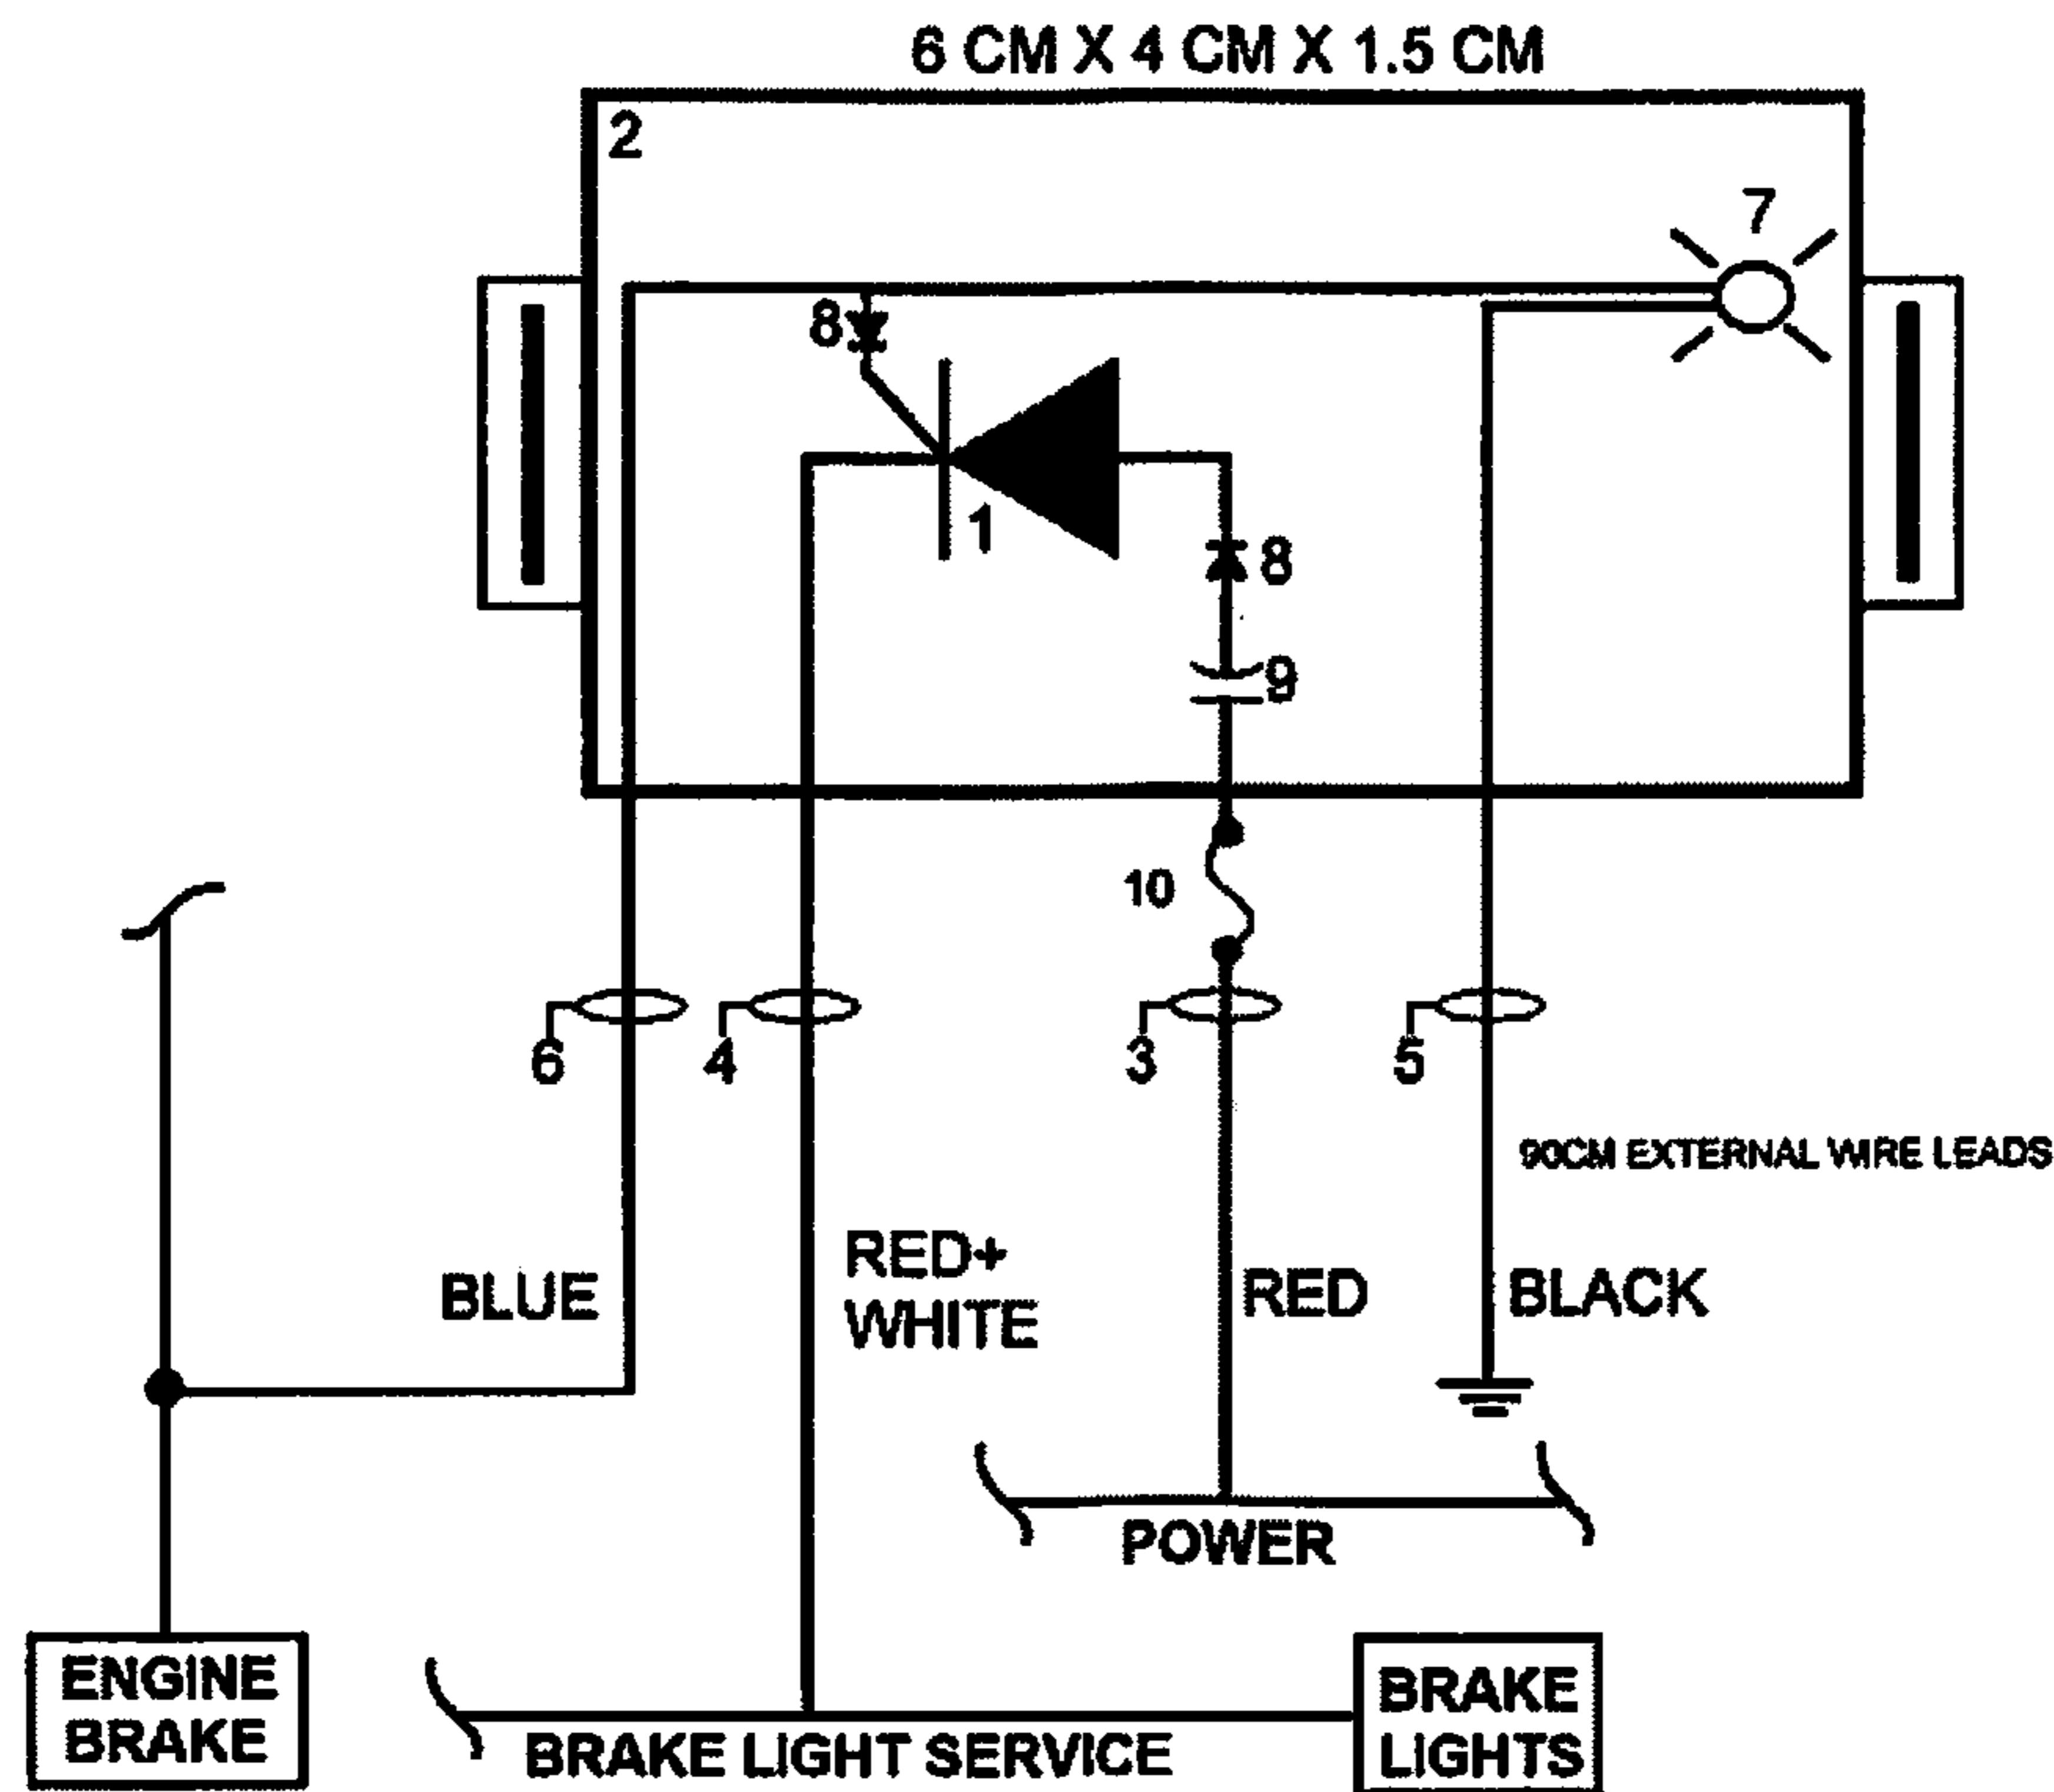 6 CM X 4 CM X 1.5 CM
2
7
8
1
8
9
10
6
4
3
5
90CM EXTERNAL WIRE LEADS
BLUE
RED+
WHITE
RED
BLACK
POWER
ENGINE
BRAKE
BRAKE LIGHT SERVICE
BRAKE
LIGHTS